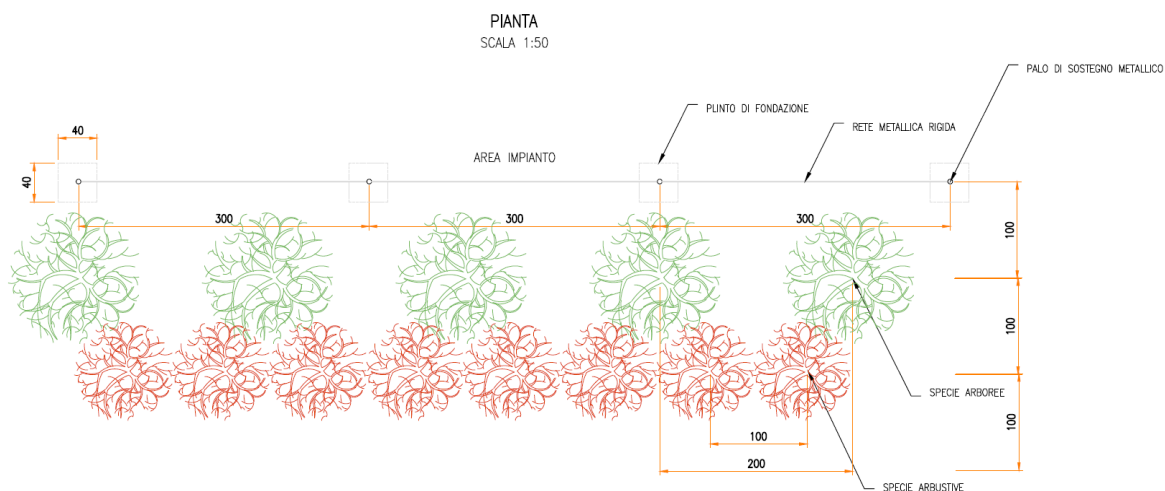 PIANTA
SCALA 1:50
PALO DI SOSTEGNO METALLICO
PLINTO DI FONDAZIONE
RETE METALLICA RIGIDA
40
AREA IMPIANTO
40
300
300
300
100
100
SPECIE ARBOREE
100
100
200
SPECIE ARBUSTIVE